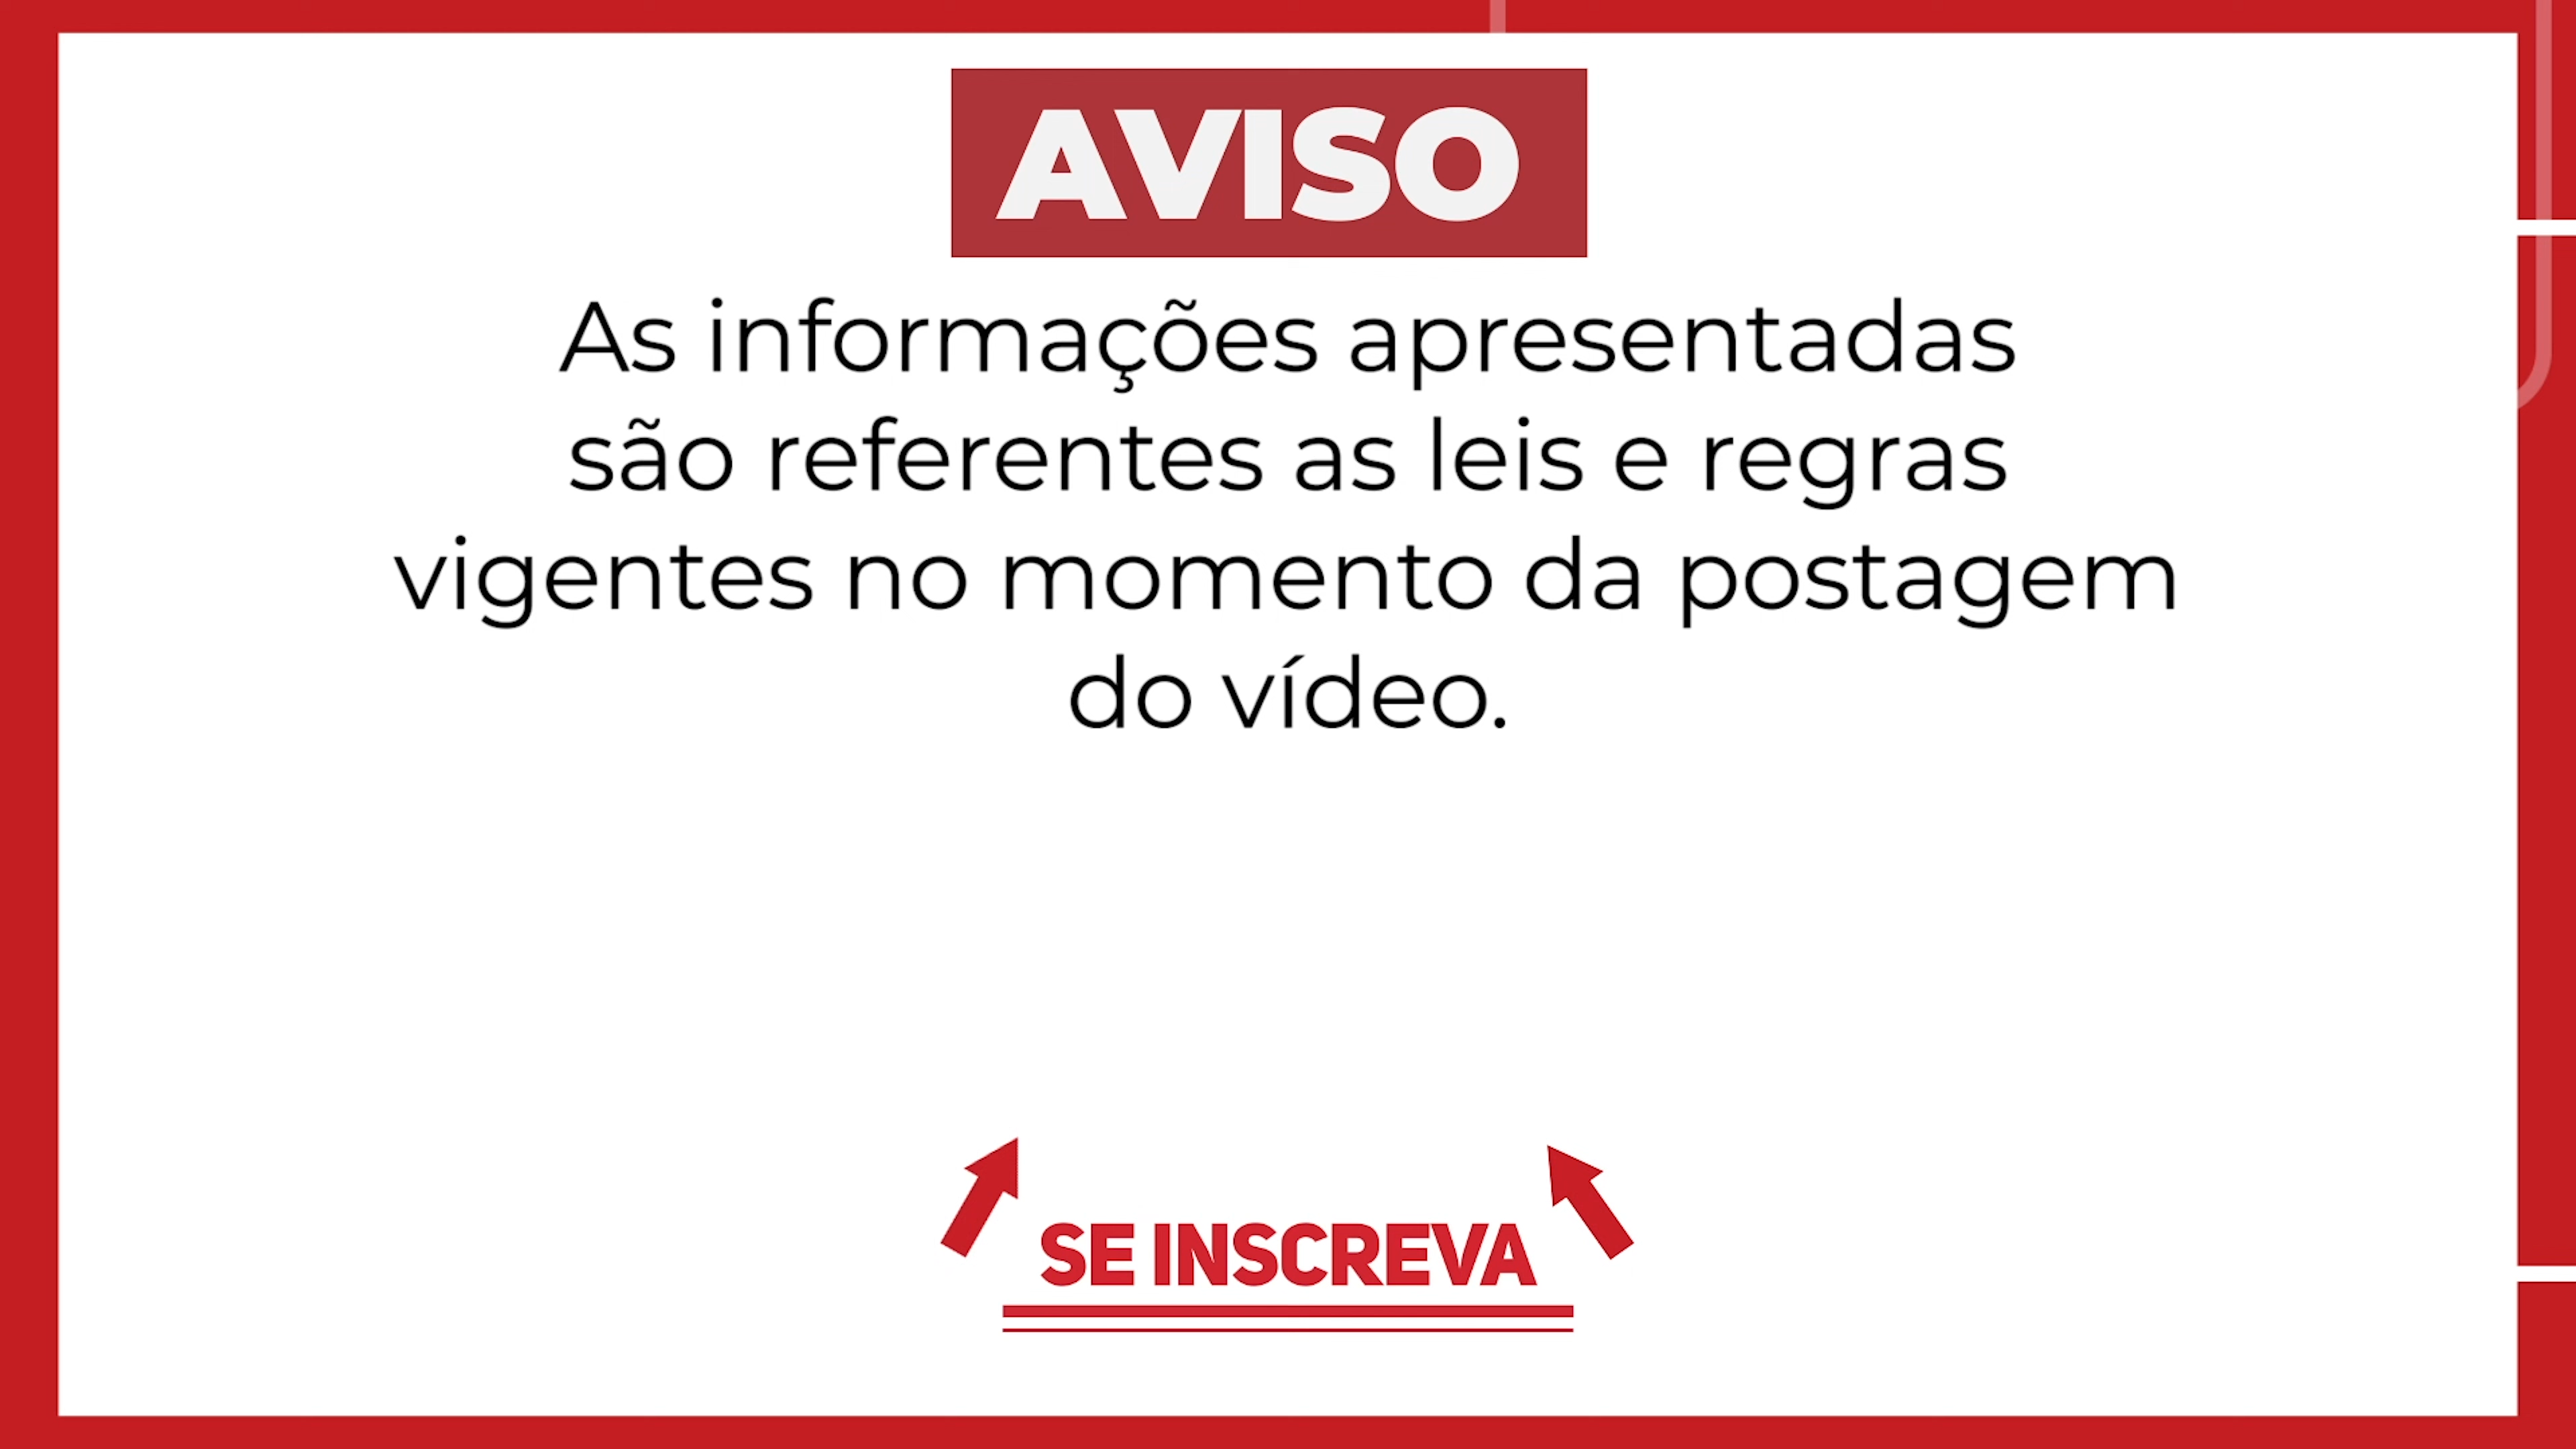 AVISO
As informações apresentadas
são referentes as leis e regras
vigentes no momento da postagem
do vídeo.
SE INSCREVA